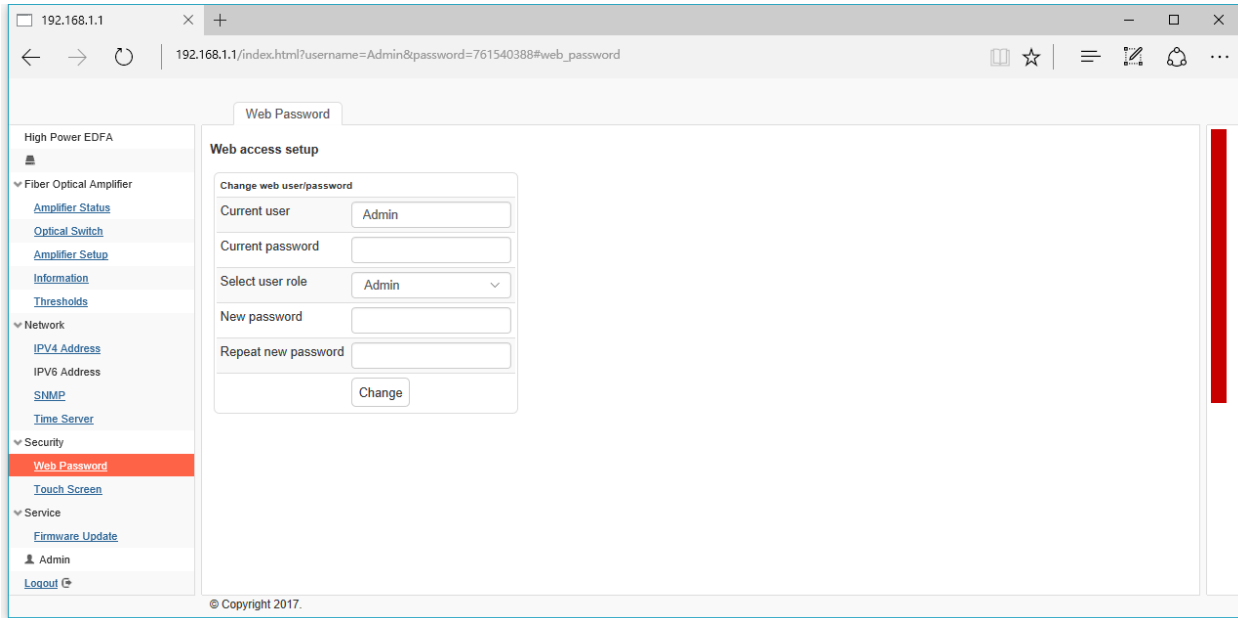 192.168.1.1
192.168.1.1/index.html?username=Admin&password=761540388#web_password
Web Password
High Power EDFA
Fiber Optical Amplifier
Amplifier Status
Optical Switch
Amplifier Setup
Information
Thresholds
Network
IPV4 Address
IPV6 Address
SNMP
Time Server
Security
Web Password
Touch Screen
Service
Firmware Update
Admin
Logout
Web access setup
Change web user/password
Current user Admin
Current password
Select user role Admin
New password
Repeat new password
Change
© Copyright 2017.